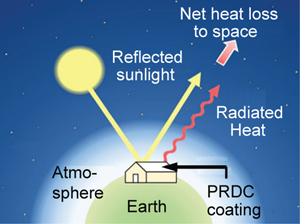 Net heat loss
to space
Reflected
sunlight
Radiated
Heat
Atmo-
sphere
Earth
PRDC
coating